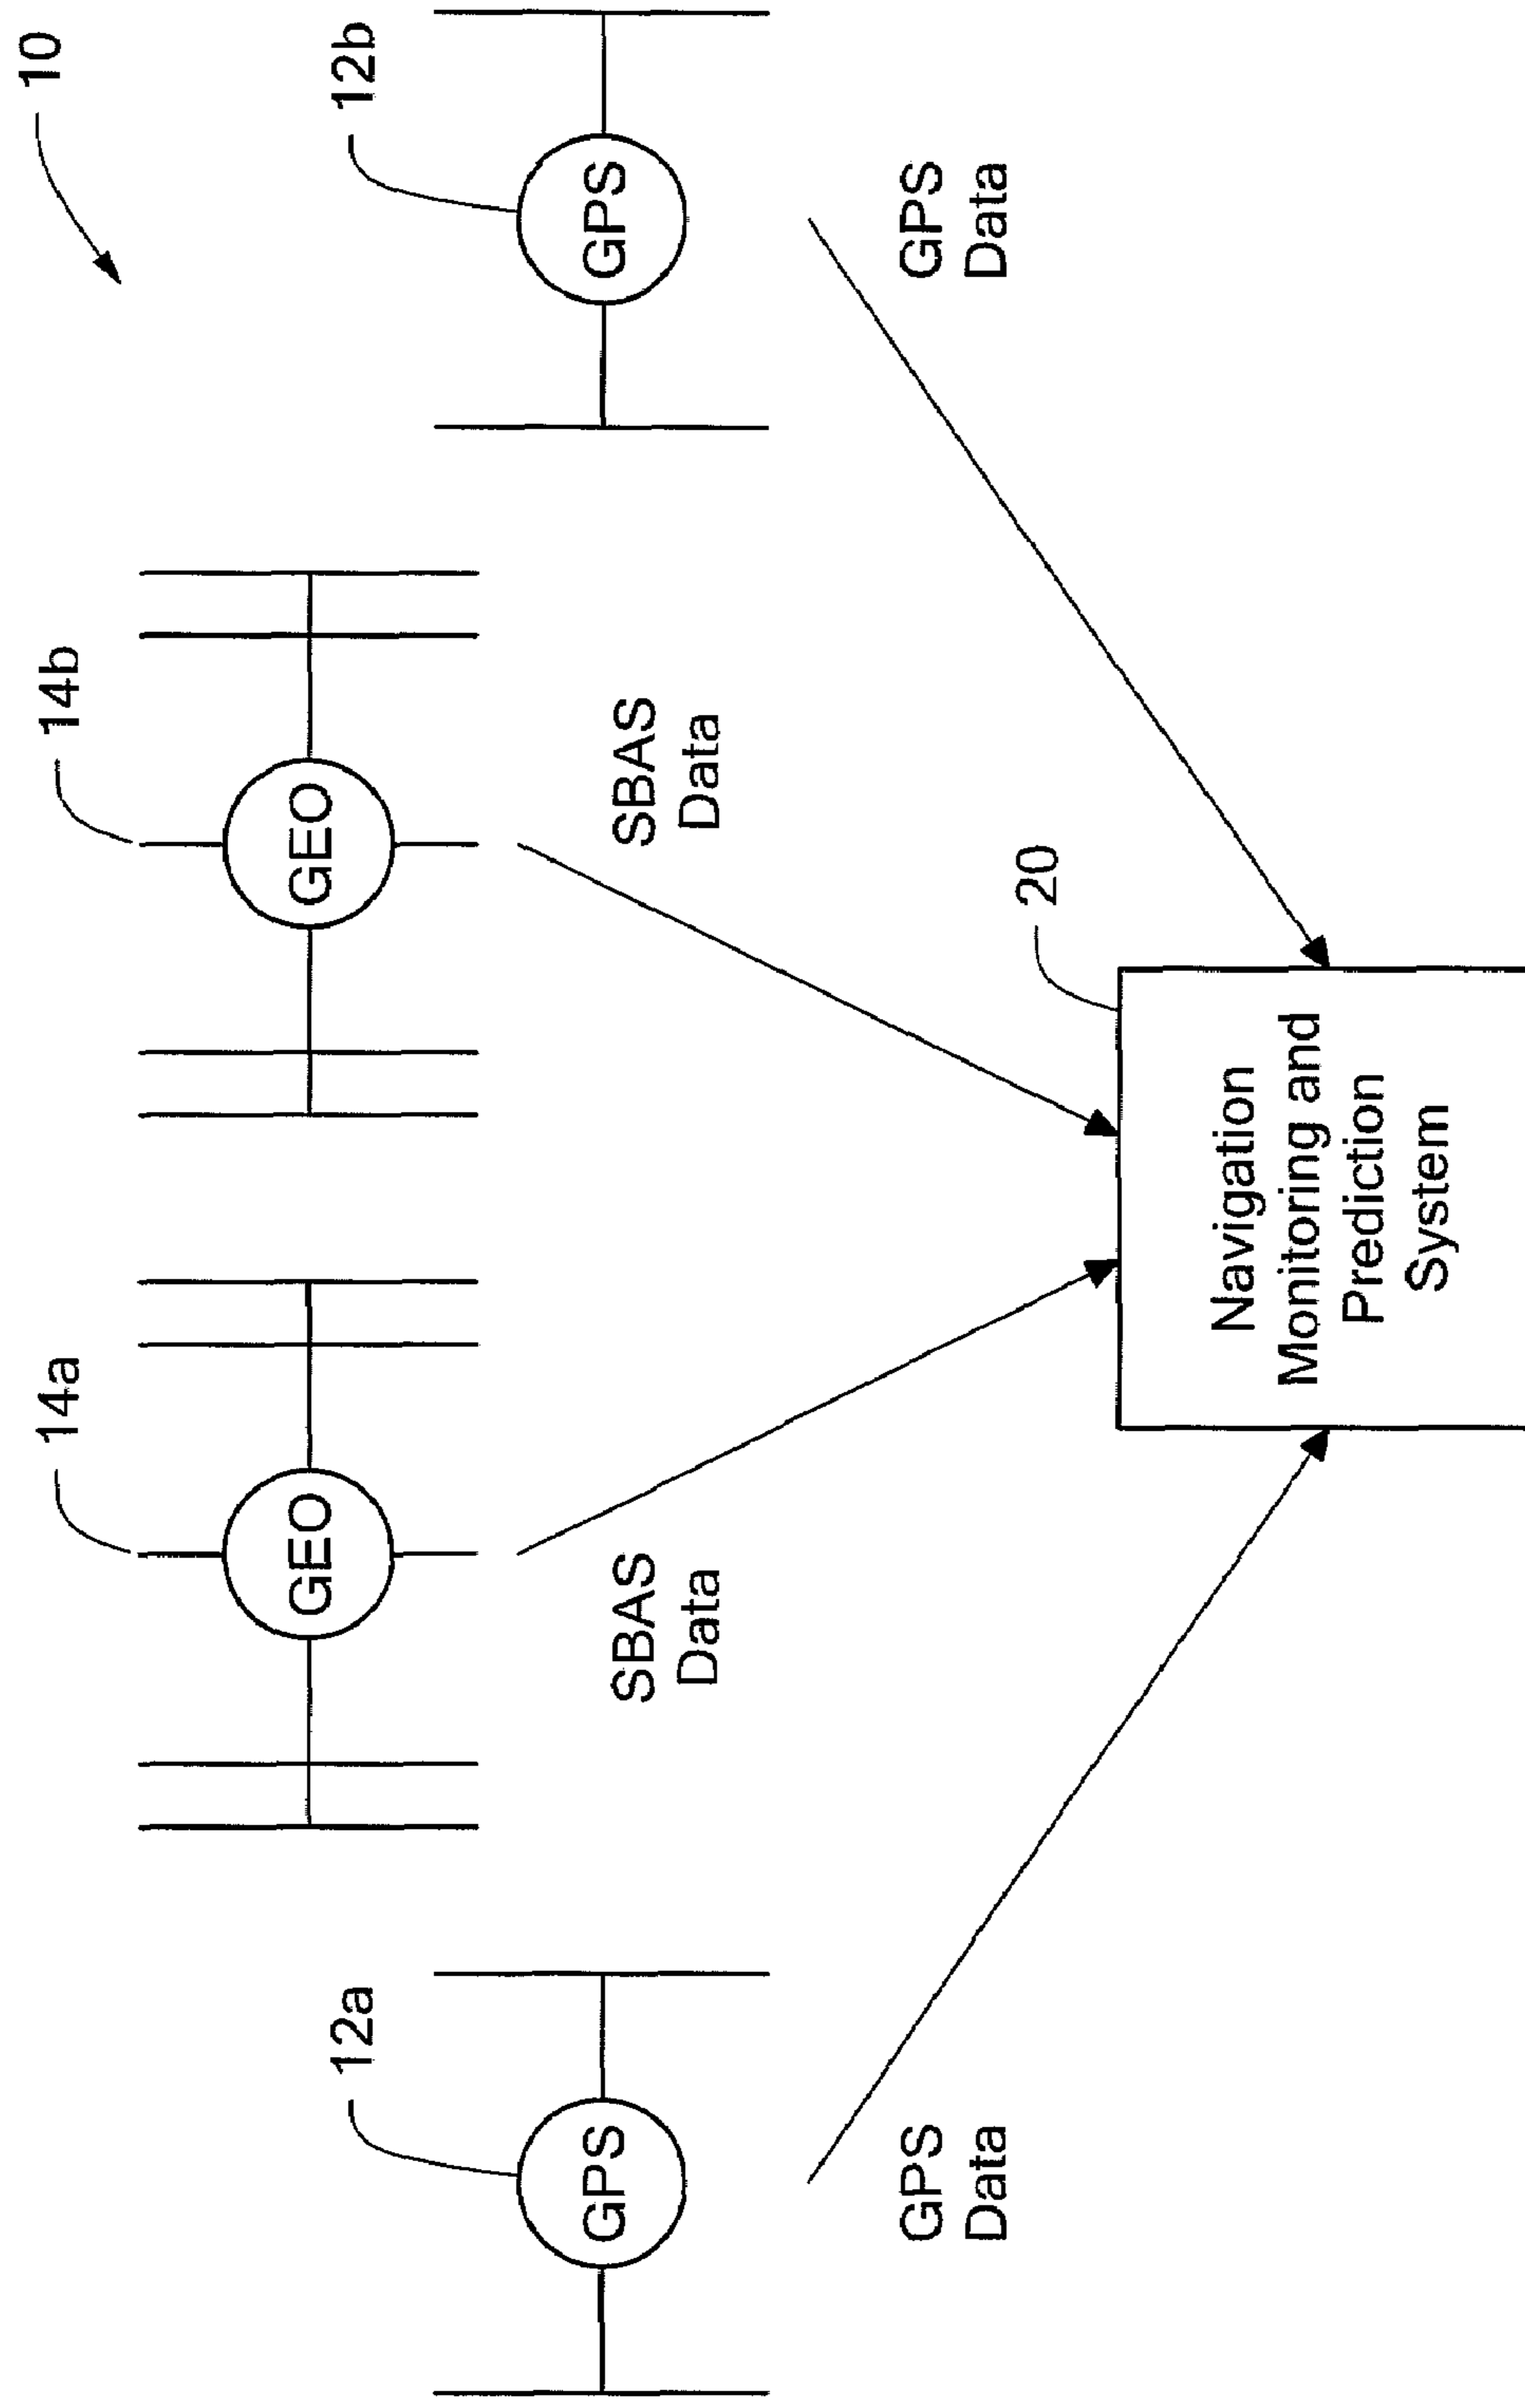 10
14a
14b
12a
12b
GEO
GEO
GPS
GPS
SBAS
Data
SBAS
Data
GPS
Data
GPS
Data
20
Navigation
Monitoring and
Prediction
System